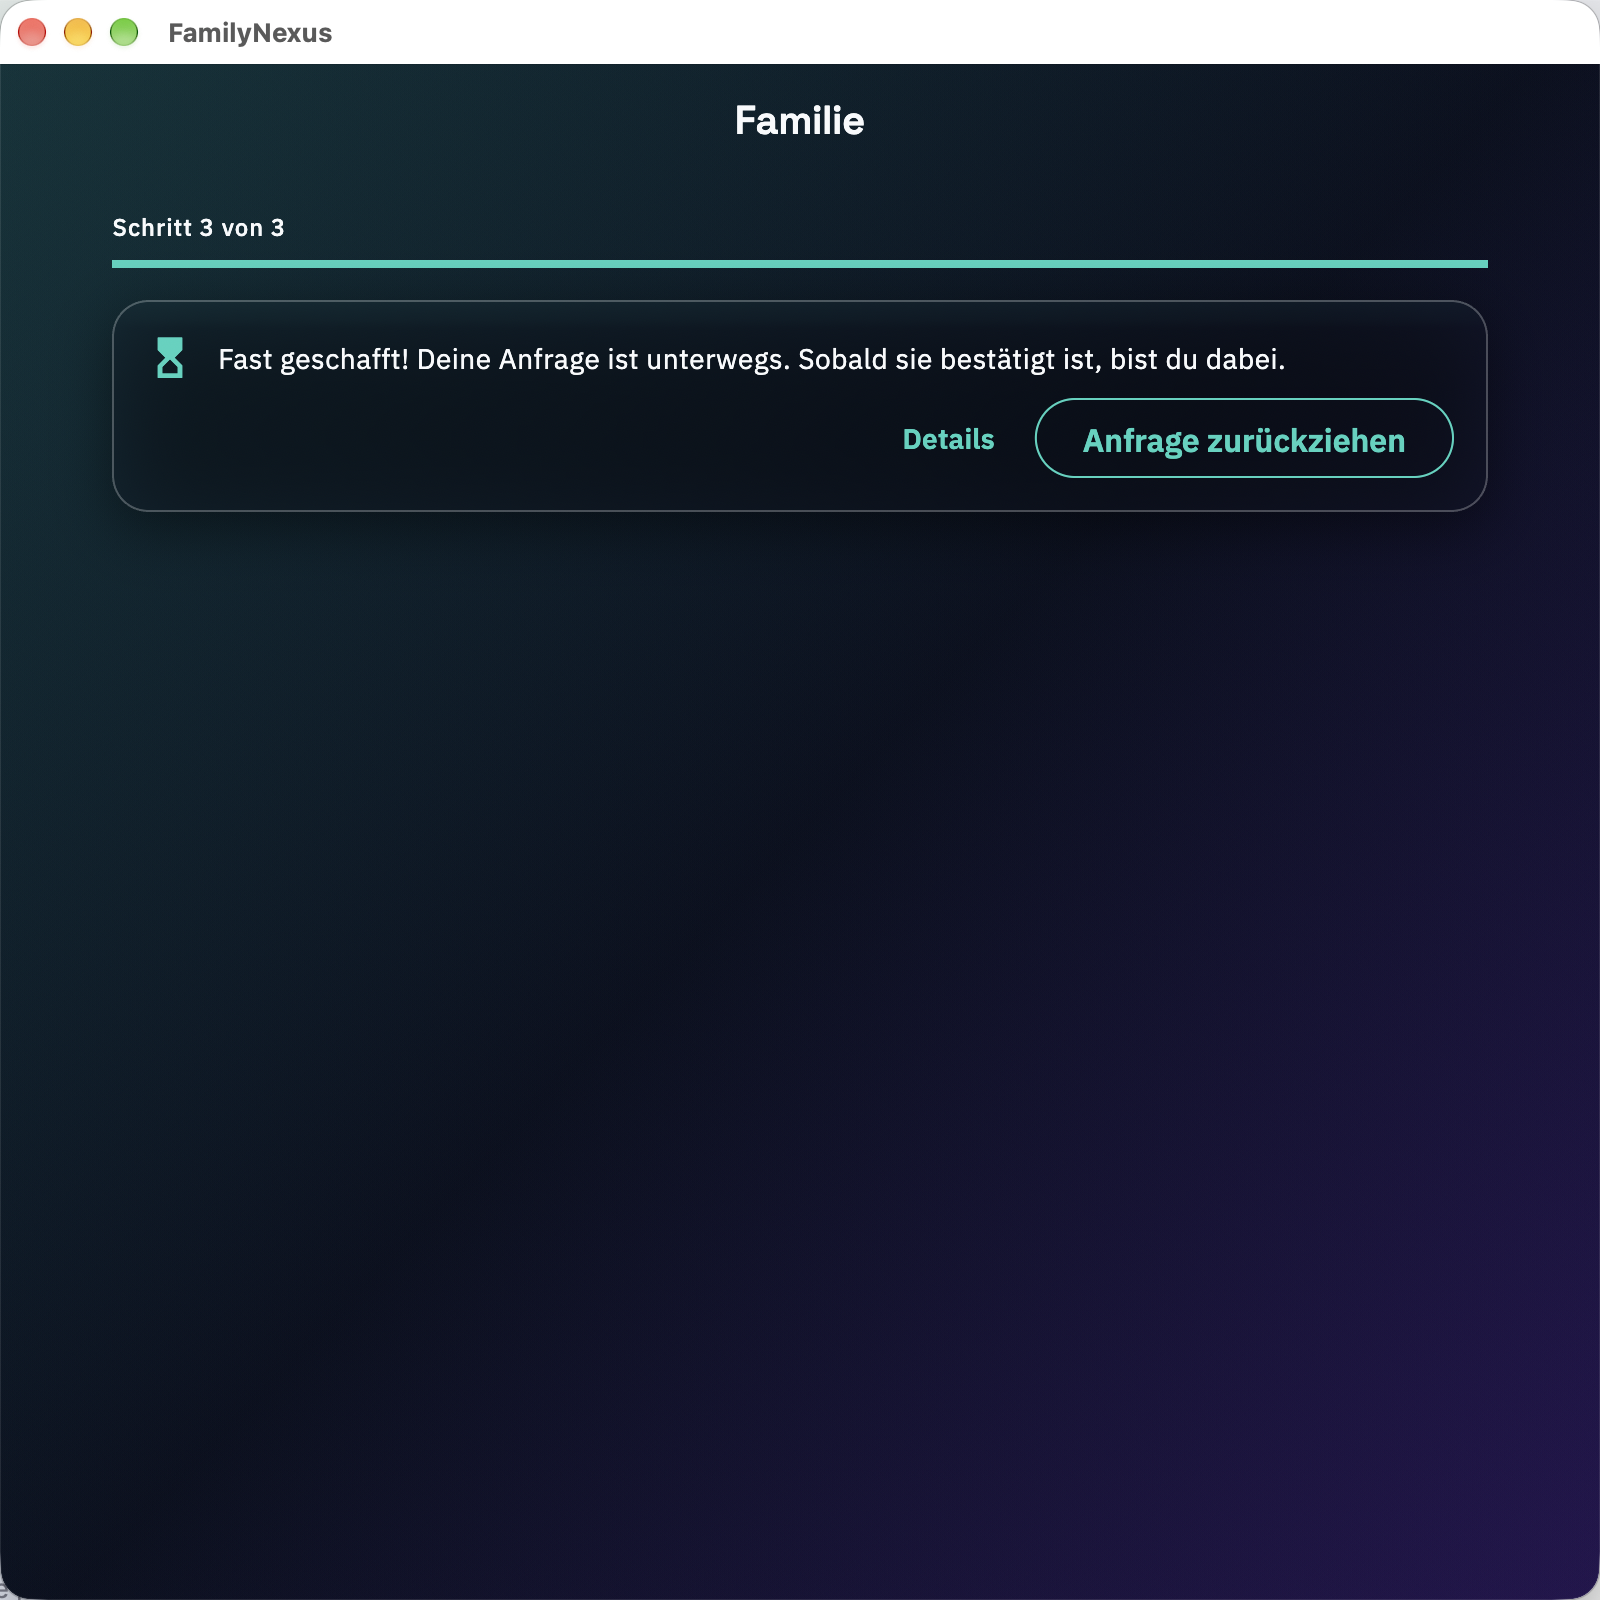 FamilyNexus
Familie
Schritt 3 von 3
Fast geschafft! Deine Anfrage ist unterwegs. Sobald sie bestätigt ist, bist du dabei.
Details
Anfrage zurückziehen